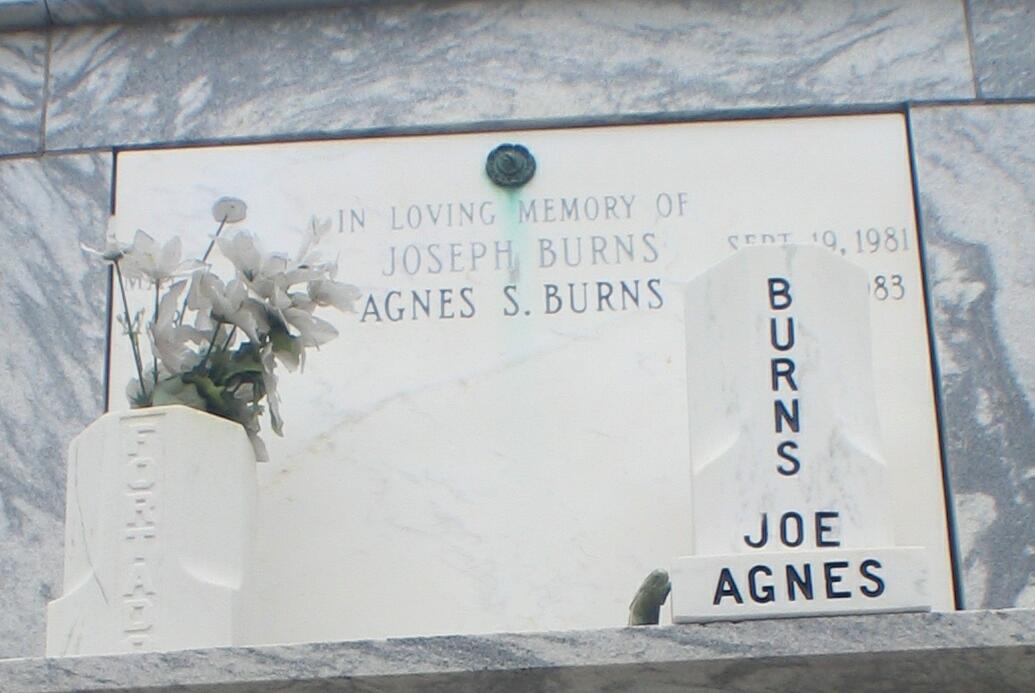 IN LOVING MEMORY OF
JOSEPH BURNS SEPT 19, 1981
AGNES S. BURNS 83
BURNS
JOE
AGNES